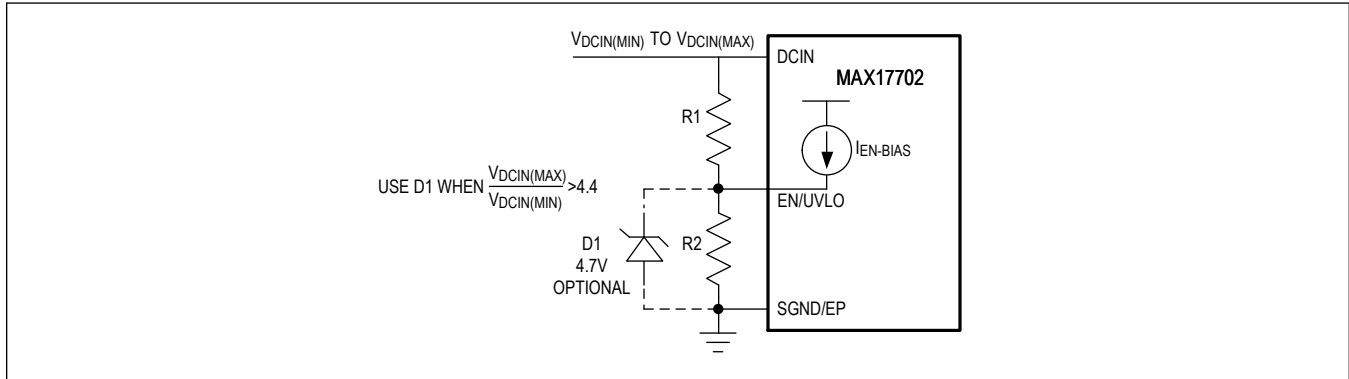 VDCIN(MIN) TO VDCIN(MAX)
DCIN
MAX17702
R1
IEN-BIAS
USE D1 WHEN VDCIN(MAX)/VDCIN(MIN) >4.4
EN/UVLO
D1
4.7V
OPTIONAL
R2
SGND/EP